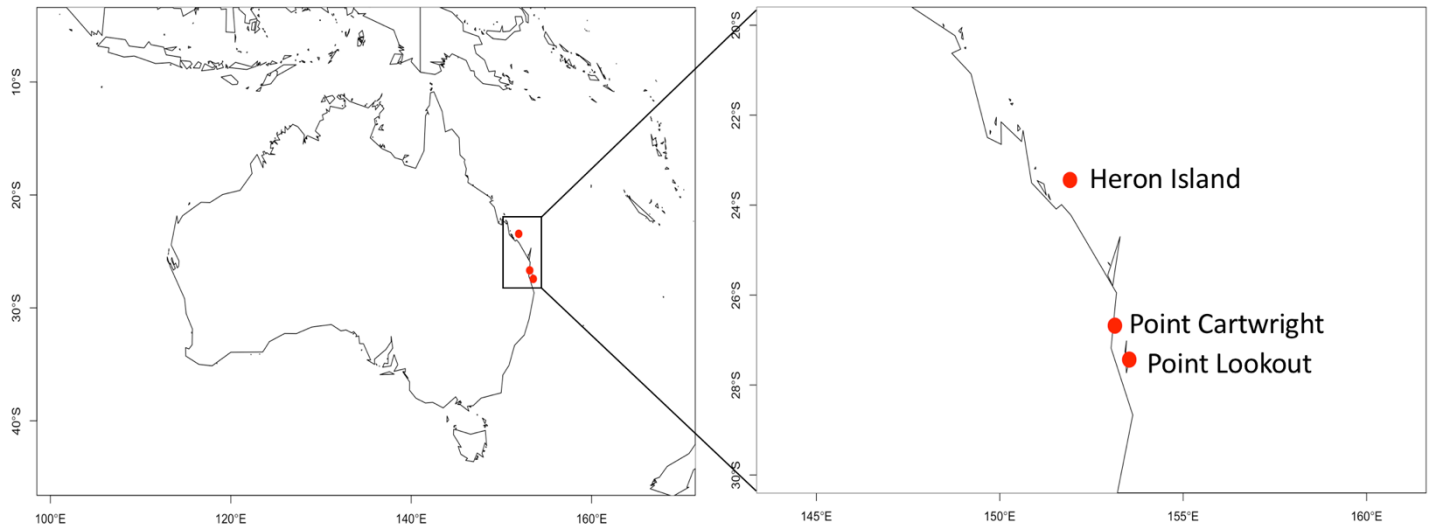 10°S
20°S
30°S
40°S
100°E
120°E
140°E
160°E
20°S
22°S
24°S
26°S
28°S
30°S
Heron Island
Point Cartwright
Point Lookout
145°E
150°E
155°E
160°E